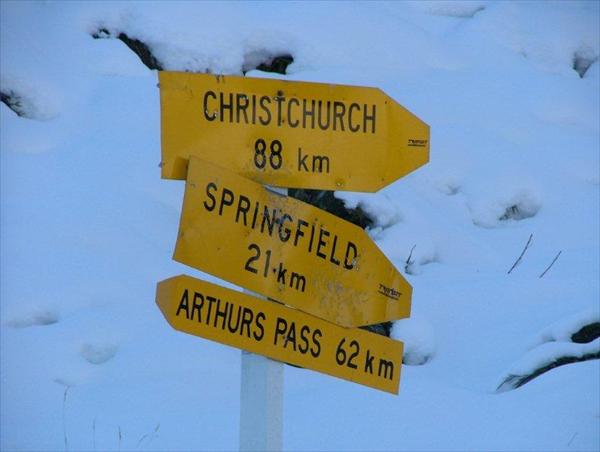 CHRISTCHURCH
88 km
SPRINGFIELD
21 km
ARTHURS PASS 62 km